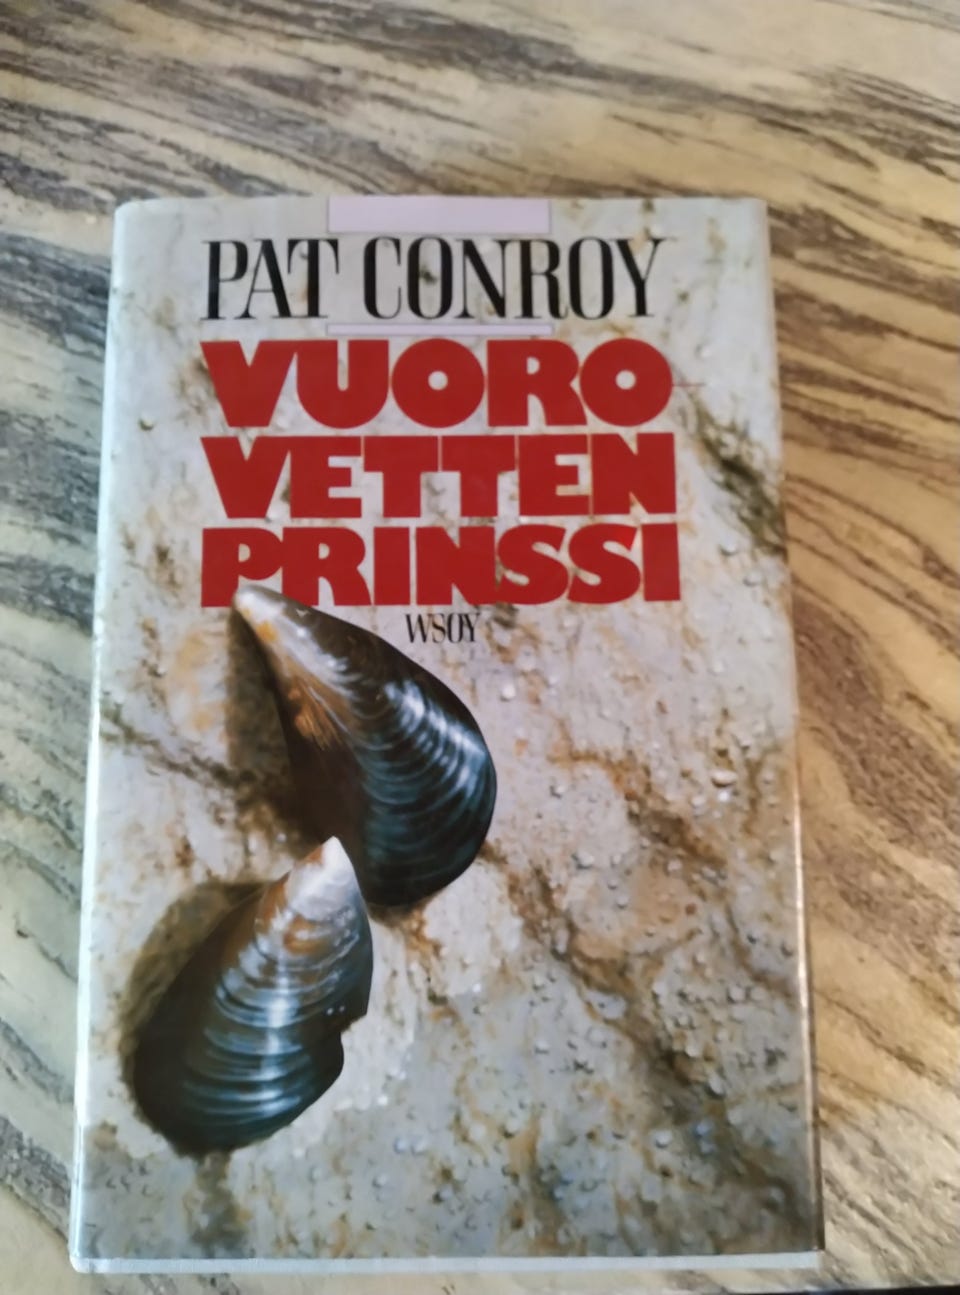 PAT CONROY
VUORO-
VETTEN
PRINSSI
WSOY